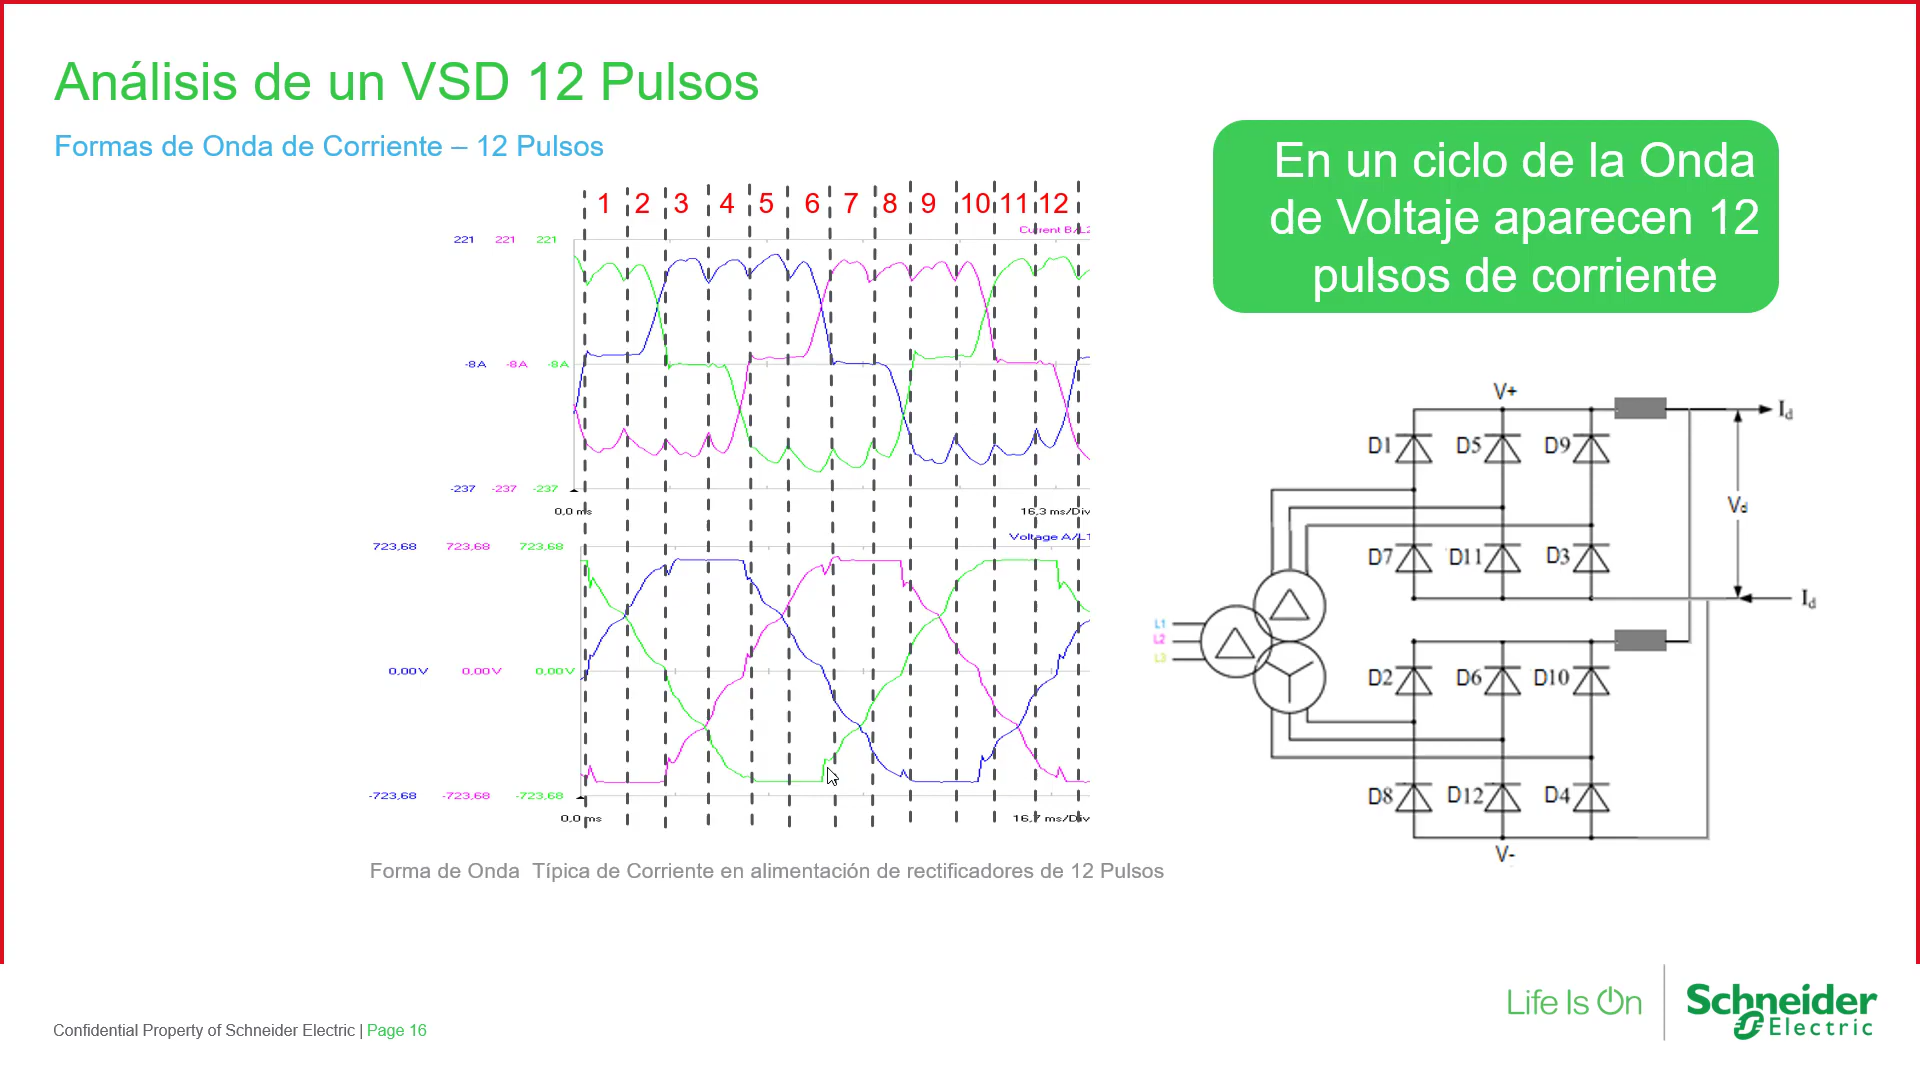 Análisis de un VSD 12 Pulsos
Formas de Onda de Corriente – 12 Pulsos
En un ciclo de la Onda
de Voltaje aparecen 12
pulsos de corriente
1 2 3 4 5 6 7 8 9 10 11 12
Current B/L2
221 221 221
-8A -8A -8A
-237 -237 -237
0,0 ms 16,3 ms/Div
Voltage A/L1
723,68 723,68 723,68
0,00V 0,00V 0,00V
-723,68 -723,68 -723,68
0,0 ms 16,7 ms/Div
Forma de Onda Típica de Corriente en alimentación de rectificadores de 12 Pulsos
V+
Id
D1 D5 D9
Vd
D7 D11 D3
Id
L1
L2
L3
D2 D6 D10
D8 D12 D4
V-
Life Is On
Schneider
Electric
Confidential Property of Schneider Electric | Page 16